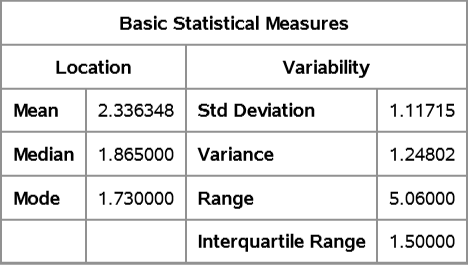 Basic Statistical Measures
Location Variability
Mean 2.336348 Std Deviation 1.11715
Median 1.865000 Variance 1.24802
Mode 1.730000 Range 5.06000
Interquartile Range 1.50000